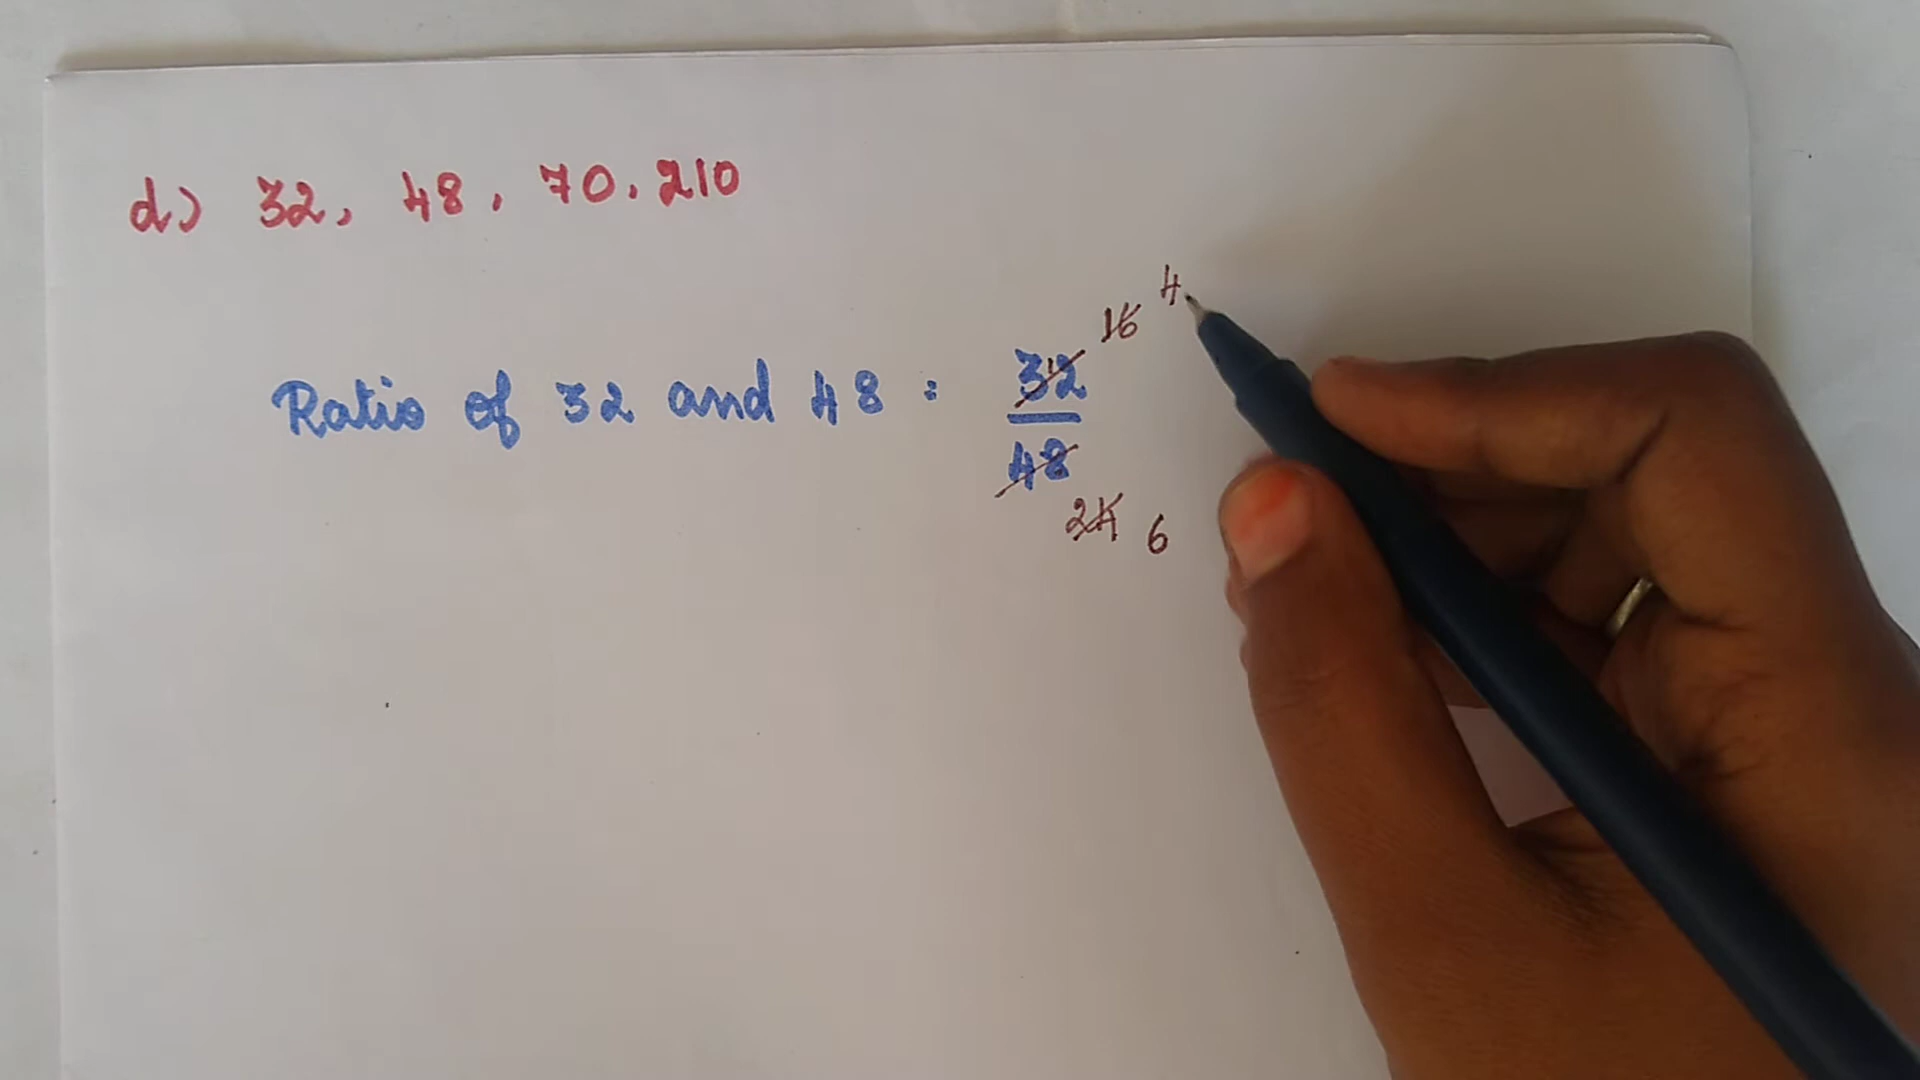 d) 32, 48, 70, 210
16 4
Ratio of 32 and 48 = 32
48
24 6